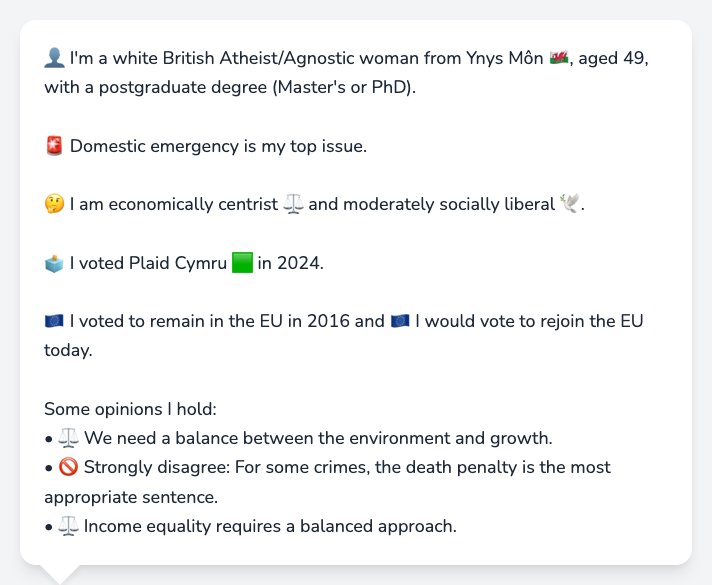 👤 I'm a white British Atheist/Agnostic woman from Ynys Môn 🏴󠁧󠁢󠁷󠁬󠁳󠁿, aged 49,
with a postgraduate degree (Master's or PhD).
🚨 Domestic emergency is my top issue.
🤔 I am economically centrist ⚖️ and moderately socially liberal 🕊️.
🗳️ I voted Plaid Cymru 🟩 in 2024.
🇪🇺 I voted to remain in the EU in 2016 and 🇪🇺 I would vote to rejoin the EU
today.
Some opinions I hold:
• ⚖️ We need a balance between the environment and growth.
• 🚫 Strongly disagree: For some crimes, the death penalty is the most
appropriate sentence.
• ⚖️ Income equality requires a balanced approach.